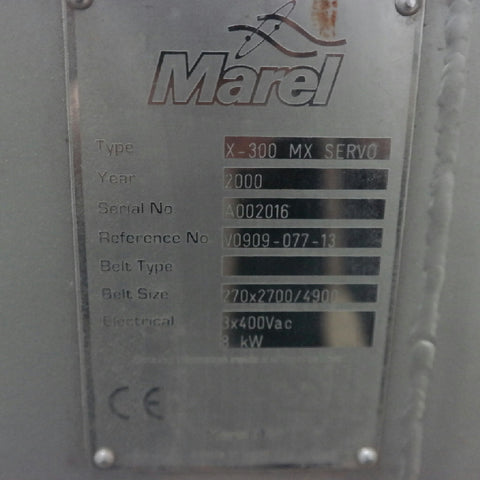 Marel
Type X-300 MX SERVO
Year 2000
Serial No A002016
Reference No V0909-077-13
Belt Type
Belt Size 270x2700/4900
Electrical 3x400Vac
3 kW
CE